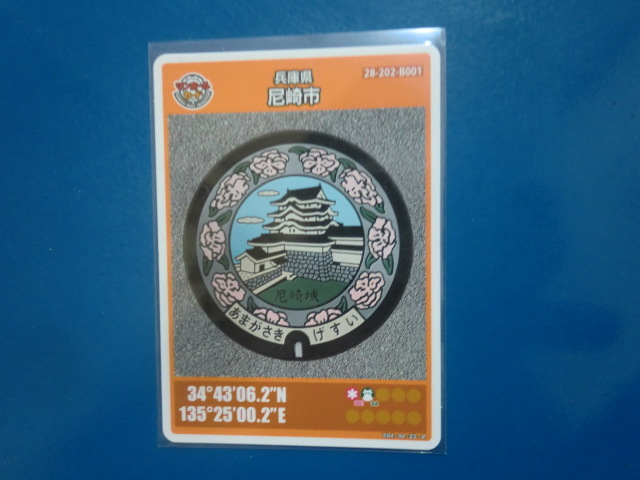 兵庫県
尼崎市
28-202-B001
尼崎城
あまがさき げすい
34°43'06.2"N
135°25'00.2"E